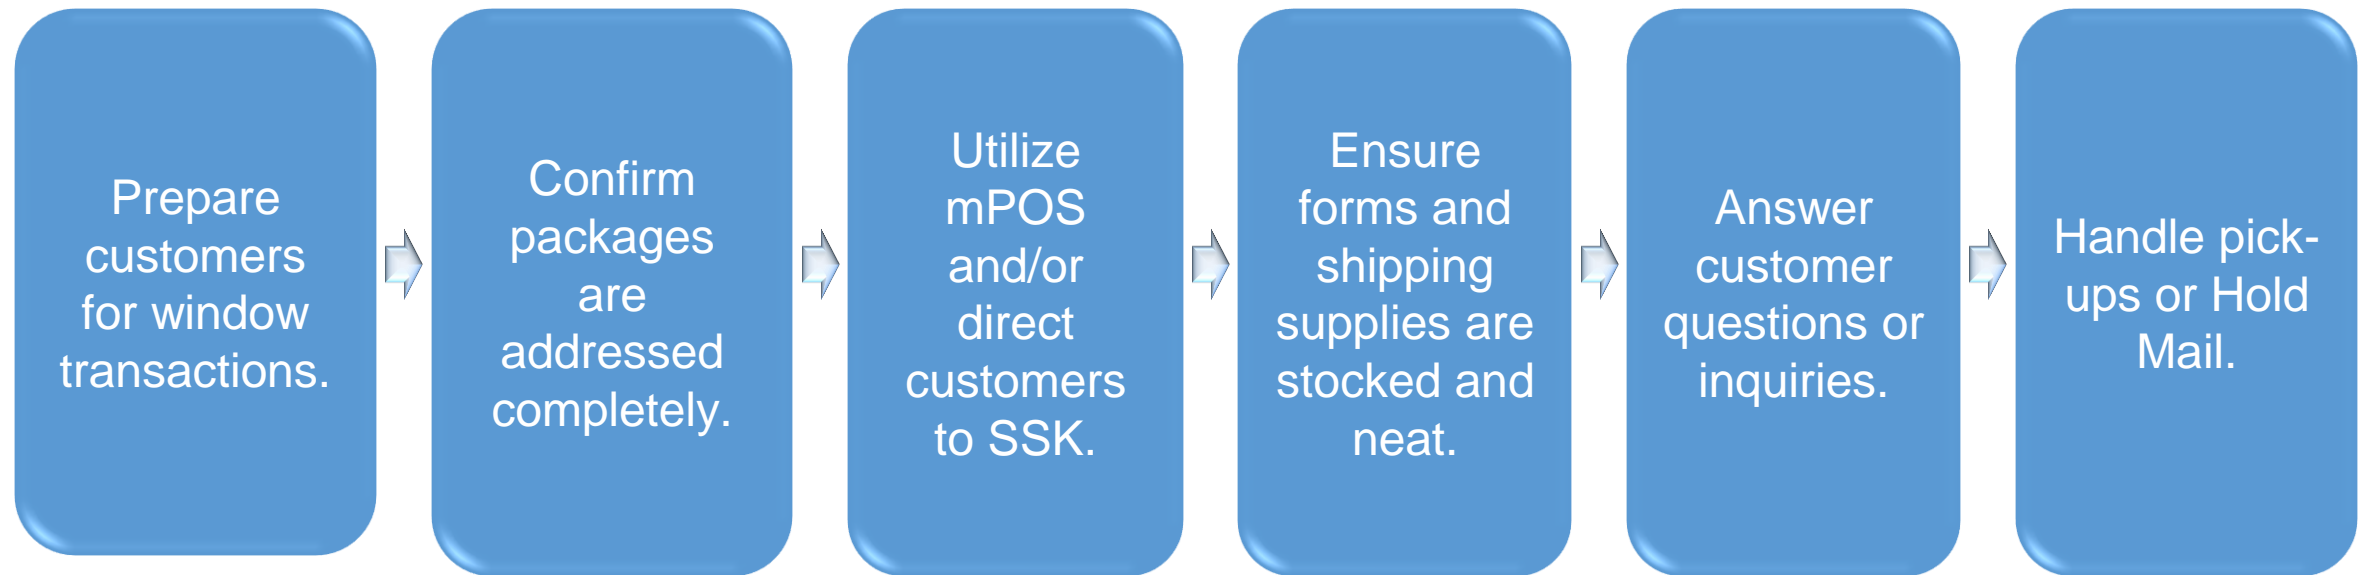 Prepare
customers
for window
transactions.
Confirm
packages
are
addressed
completely.
Utilize
mPOS
and/or
direct
customers
to SSK.
Ensure
forms and
shipping
supplies are
stocked and
neat.
Answer
customer
questions or
inquiries.
Handle pick-
ups or Hold
Mail.